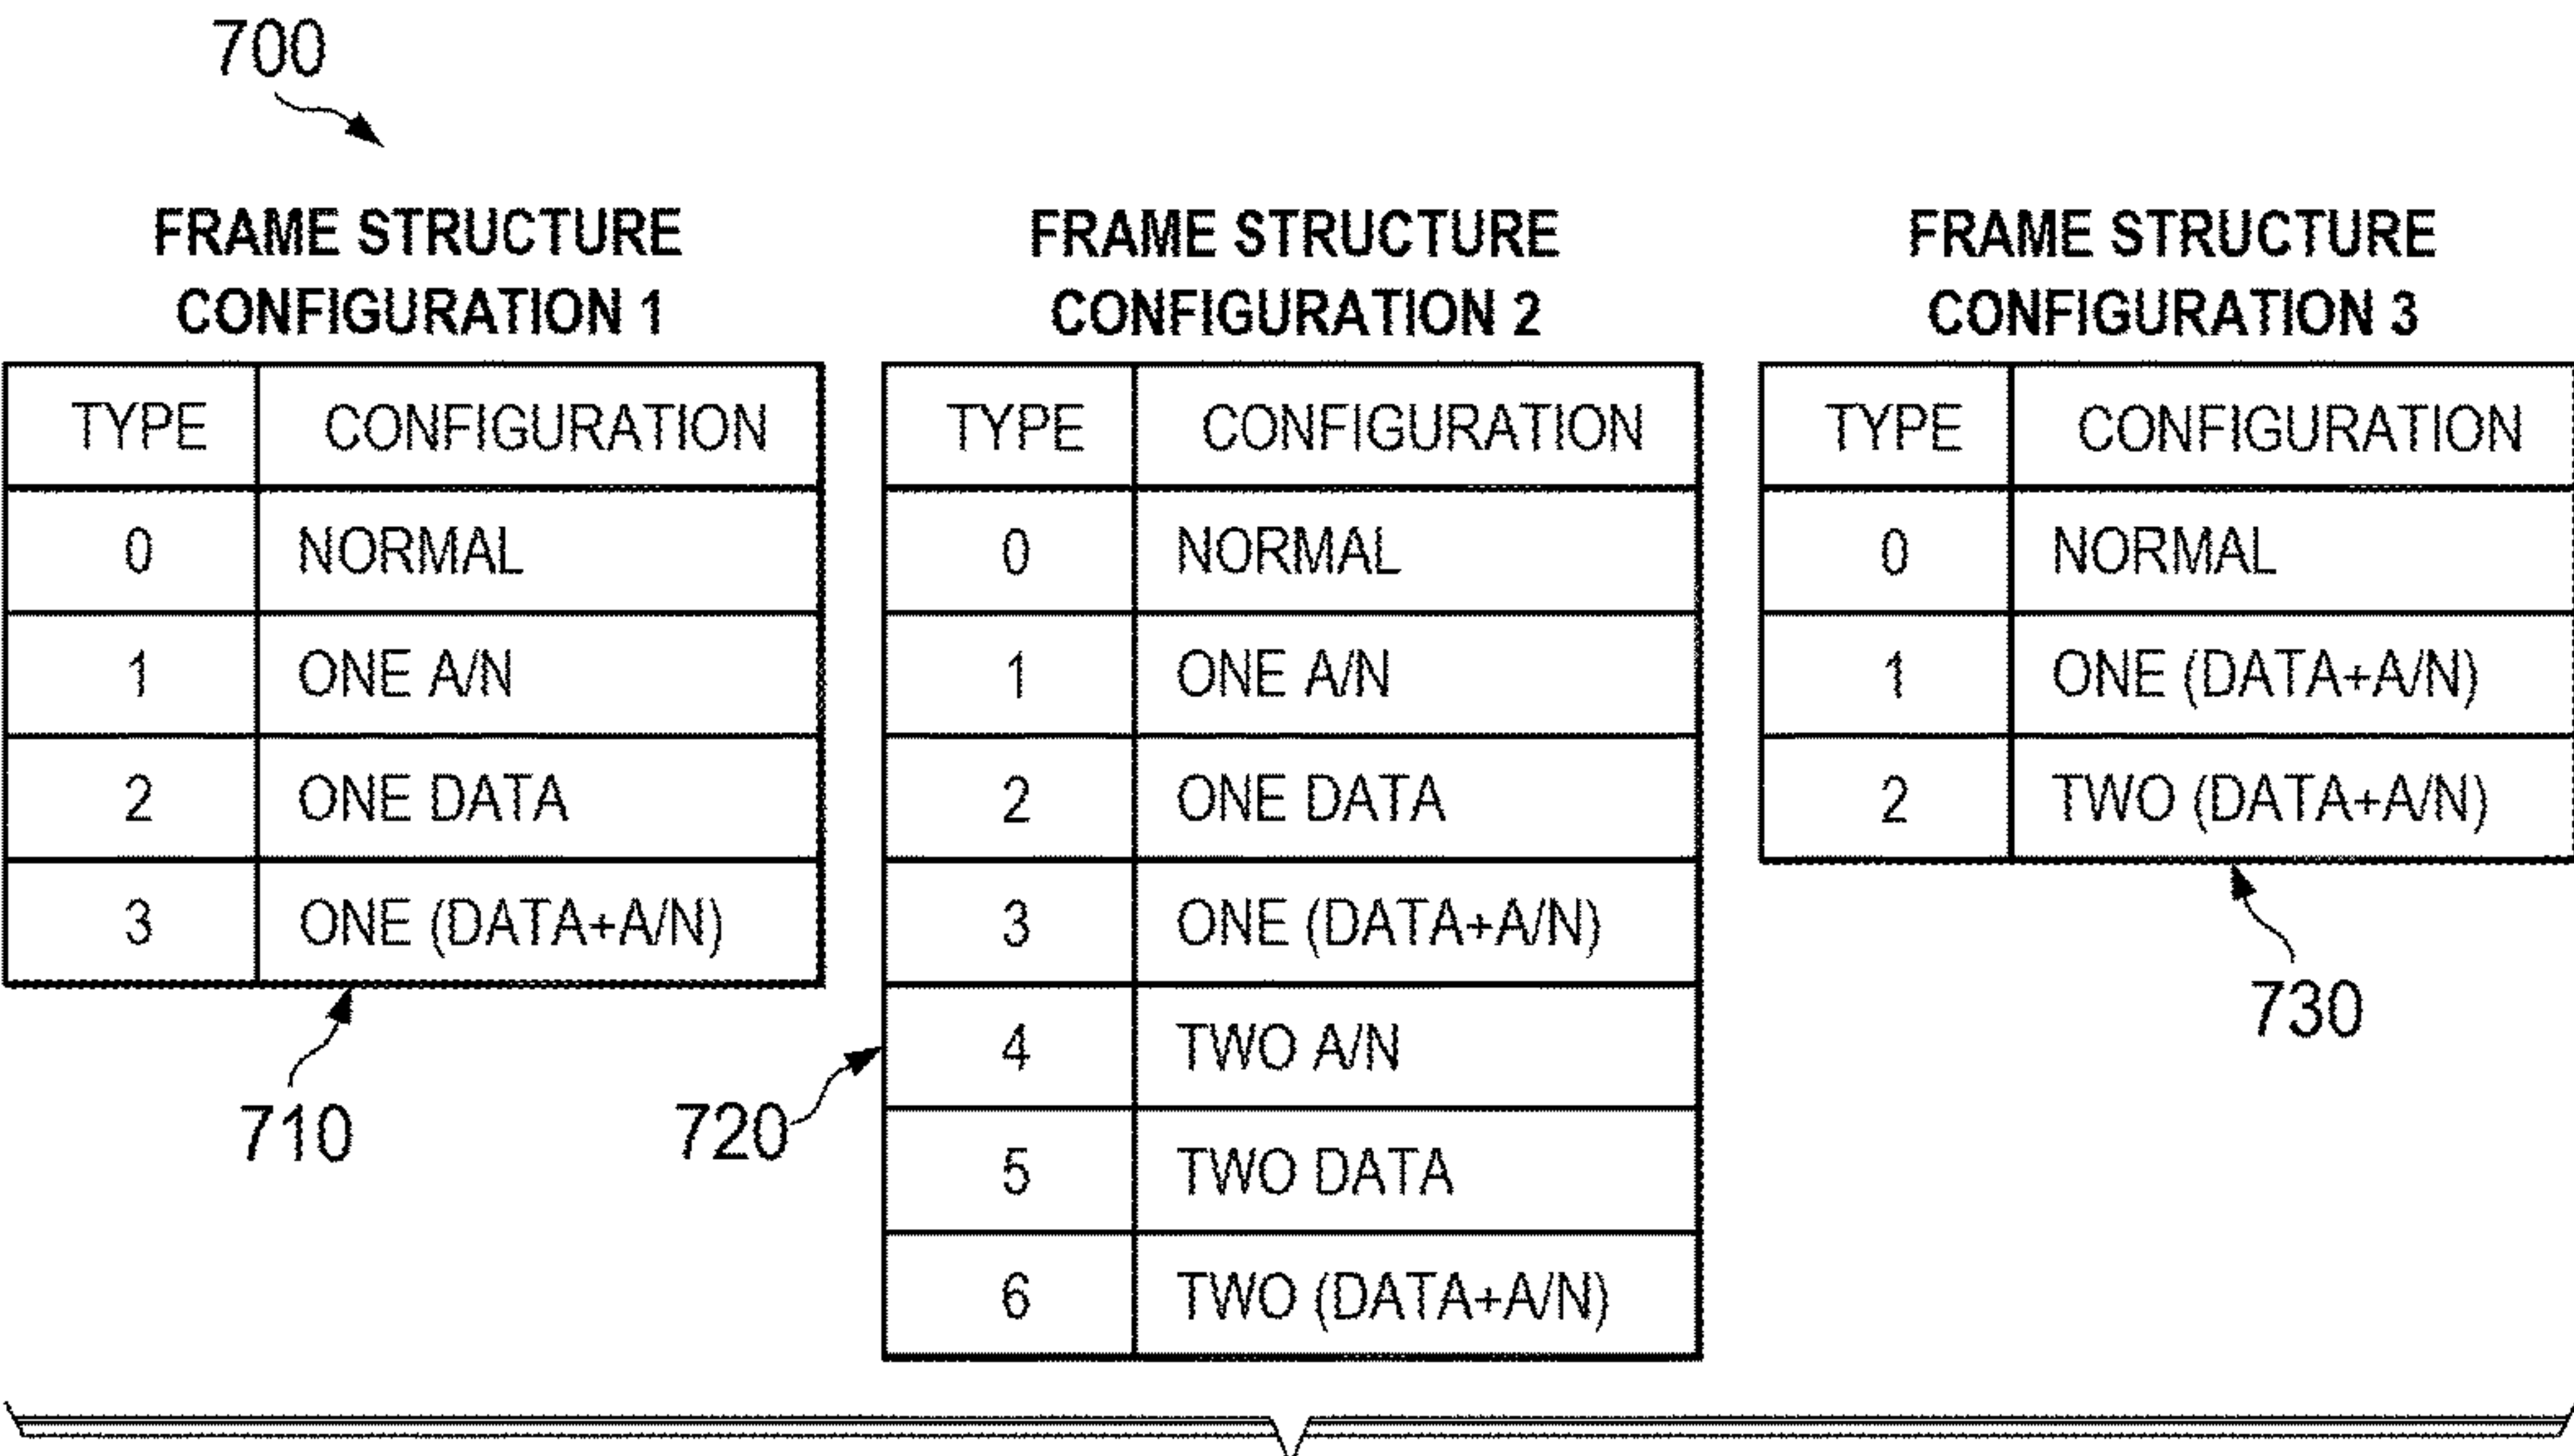 700
FRAME STRUCTURE
CONFIGURATION 1
TYPE CONFIGURATION
0 NORMAL
1 ONE A/N
2 ONE DATA
3 ONE (DATA+A/N)
710
FRAME STRUCTURE
CONFIGURATION 2
TYPE CONFIGURATION
0 NORMAL
1 ONE A/N
2 ONE DATA
3 ONE (DATA+A/N)
4 TWO A/N
5 TWO DATA
6 TWO (DATA+A/N)
720
FRAME STRUCTURE
CONFIGURATION 3
TYPE CONFIGURATION
0 NORMAL
1 ONE (DATA+A/N)
2 TWO (DATA+A/N)
730